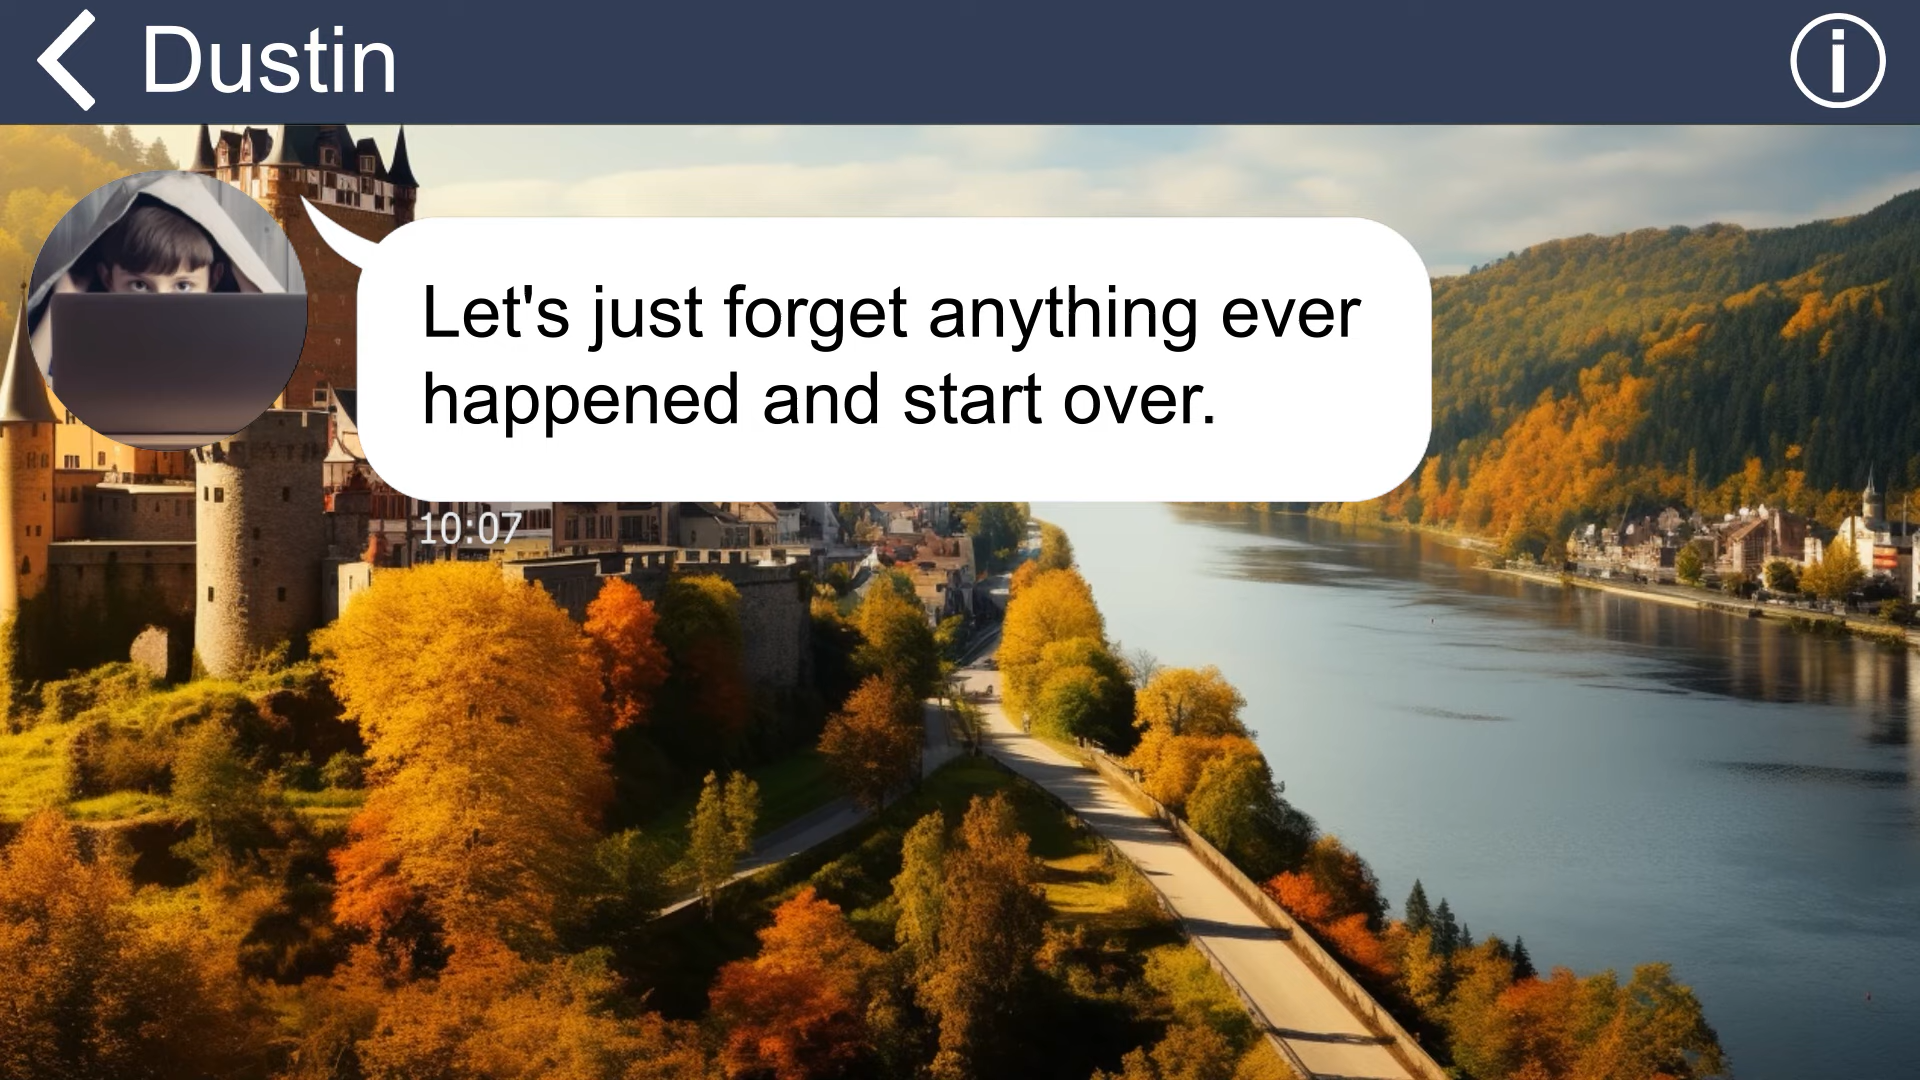 Dustin
Let's just forget anything ever
happened and start over.
10:07